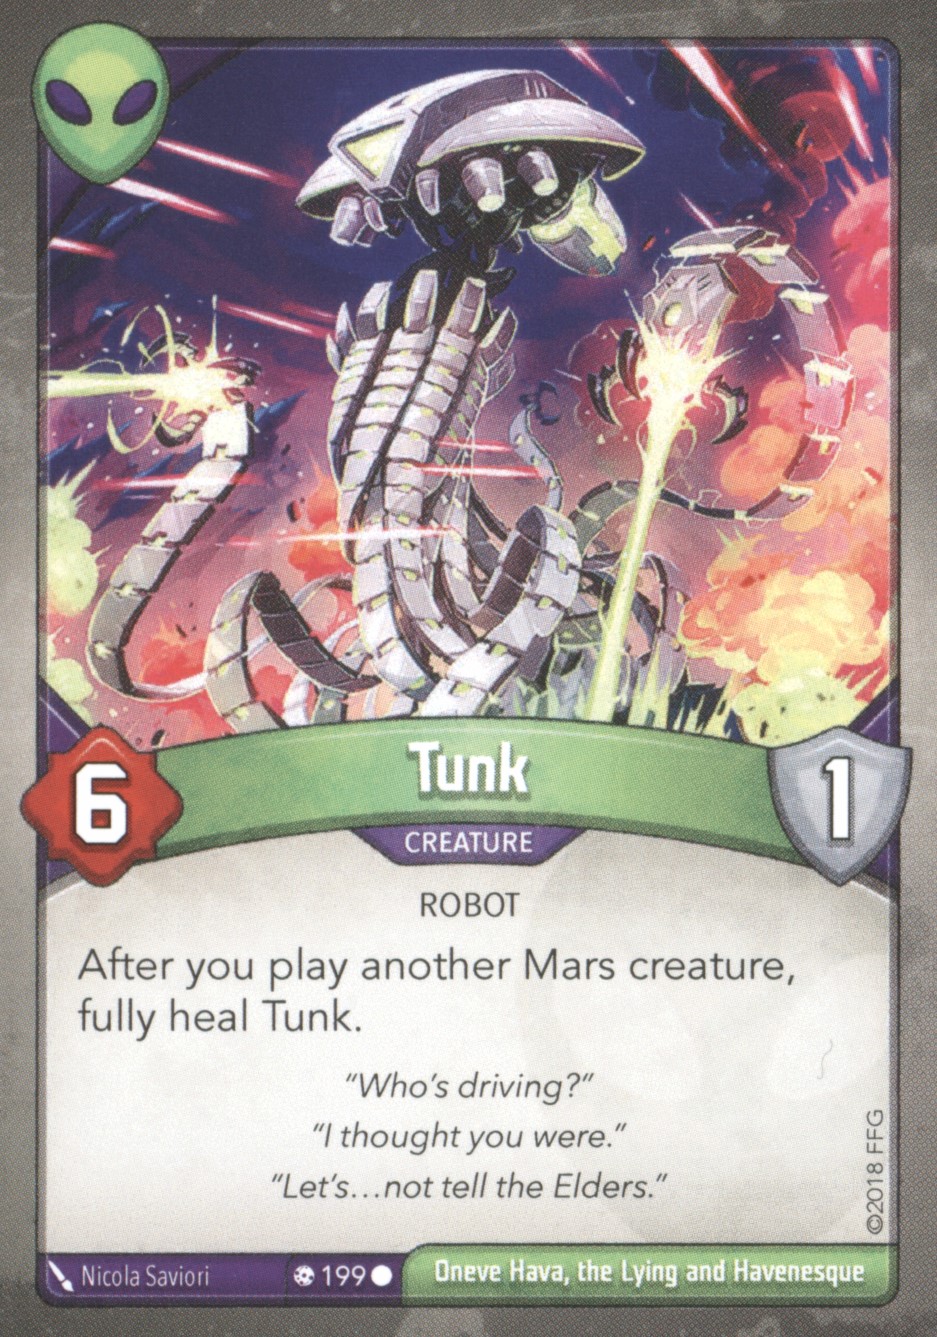 Tunk
6
1
CREATURE
ROBOT
After you play another Mars creature,
fully heal Tunk.
“Who’s driving?”
“I thought you were.”
“Let’s…not tell the Elders.”
©2018 FFG
Nicola Saviori
199
Oneve Hava, the Lying and Havenesque